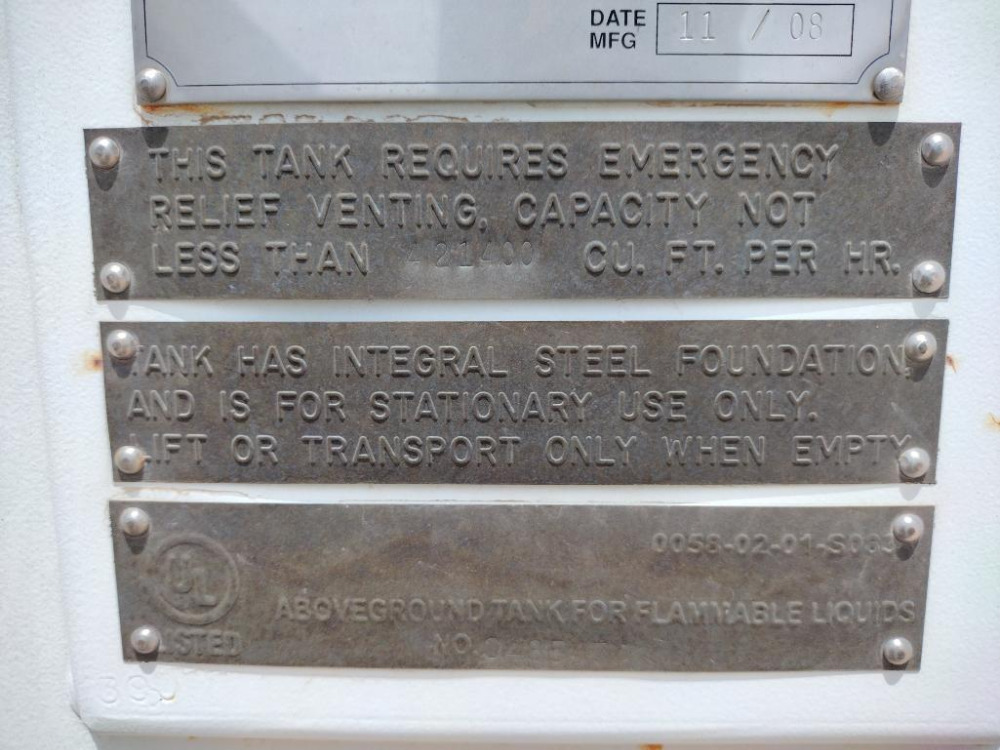 DATE
MFG 11 / 08
THIS TANK REQUIRES EMERGENCY
RELIEF VENTING, CAPACITY NOT
LESS THAN 421400 CU. FT. PER HR.
TANK HAS INTEGRAL STEEL FOUNDATION,
AND IS FOR STATIONARY USE ONLY.
LIFT OR TRANSPORT ONLY WHEN EMPTY
UL
LISTED
ABOVEGROUND TANK FOR FLAMMABLE LIQUIDS
NO.